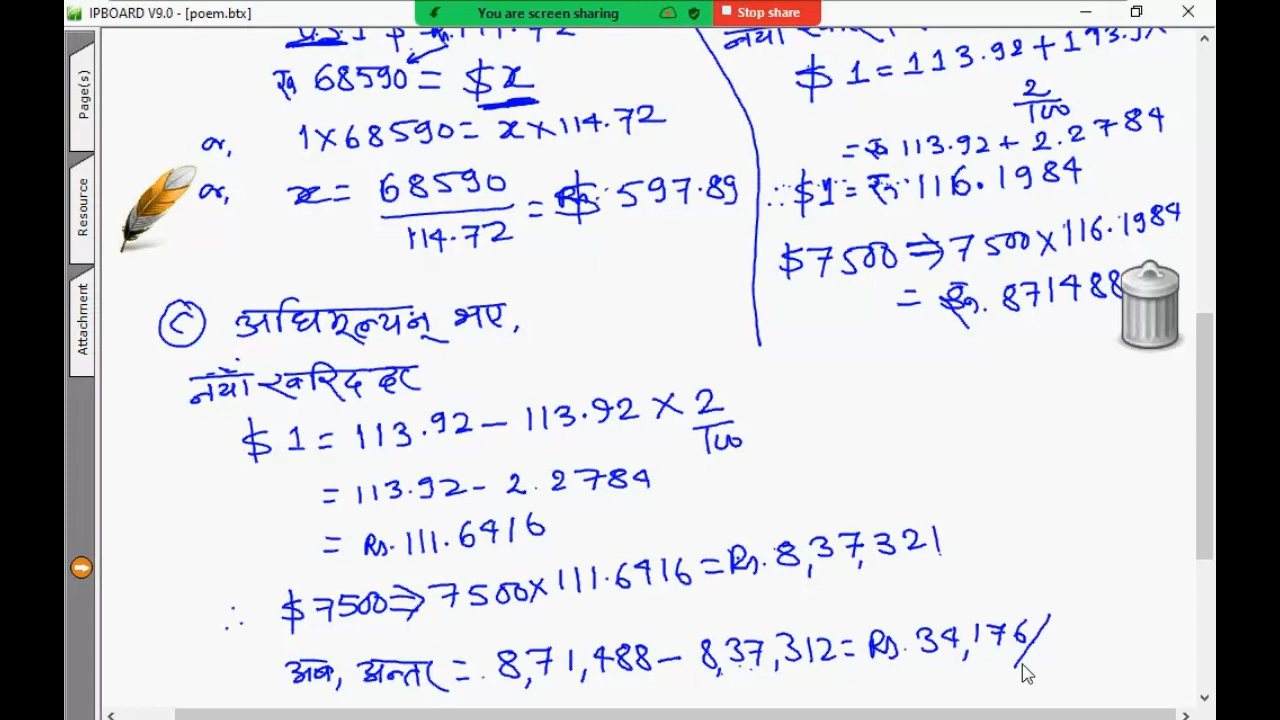 IPBOARD V9.0 - [poem.btx]
You are screen sharing
Stop share
Page(s)
Resource
Attachment
रु 68590 = $ x
or, 1 × 68590 = x × 114.72
or, x = 68590 / 114.72 = $ 597.89
$ 1 = 113.92 + 113.92 × 2/100
= रु 113.92 + 2.2784
∴ $1 = रु 116.1984
$7500 ⇒ 7500 × 116.1984
= रु. 871488
(c) अधिमूल्यन् भए,
नयाँ खरिद दर
$ 1 = 113.92 – 113.92 × 2/100
= 113.92 - 2.2784
= Rs. 111.6416
∴ $7500 ⇒ 7500 × 111.6416 = Rs. 8,37,321
अब, अन्तर = 8,71,488 – 8,37,312 = Rs. 34,176/